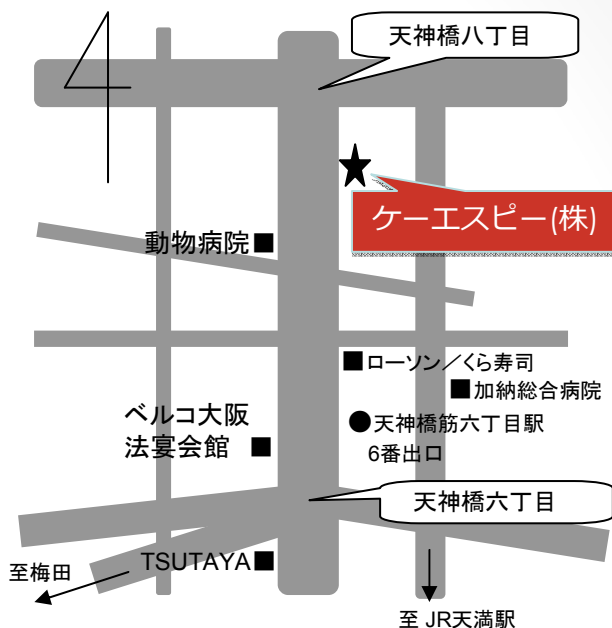 天神橋八丁目
ケーエスピー(株)
動物病院■
■ローソン／くら寿司
■加納総合病院
ベルコ大阪
法宴会館■
●天神橋筋六丁目駅
6番出口
天神橋六丁目
TSUTAYA■
至梅田
至 JR天満駅